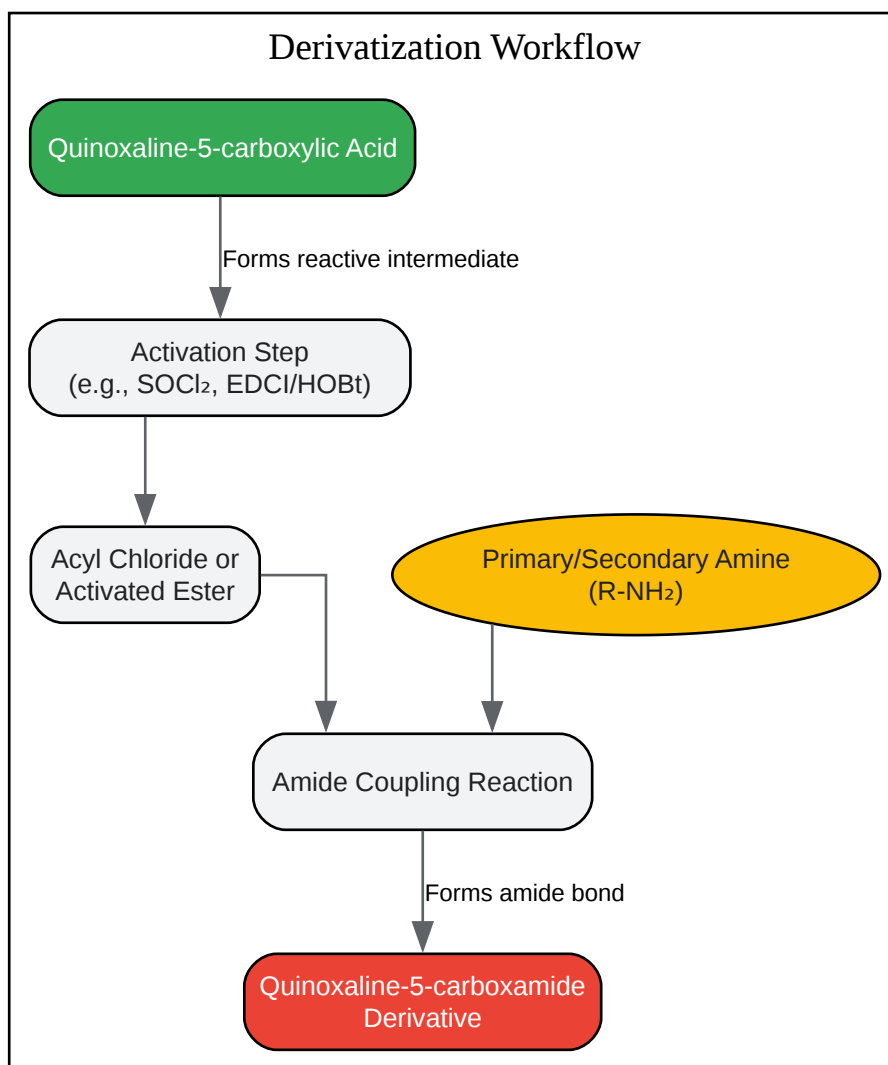 Derivatization Workflow
Quinoxaline-5-carboxylic Acid
Forms reactive intermediate
Activation Step
(e.g., SOCl₂, EDCI/HOBt)
Acyl Chloride or
Activated Ester
Primary/Secondary Amine
(R-NH₂)
Amide Coupling Reaction
Forms amide bond
Quinoxaline-5-carboxamide
Derivative